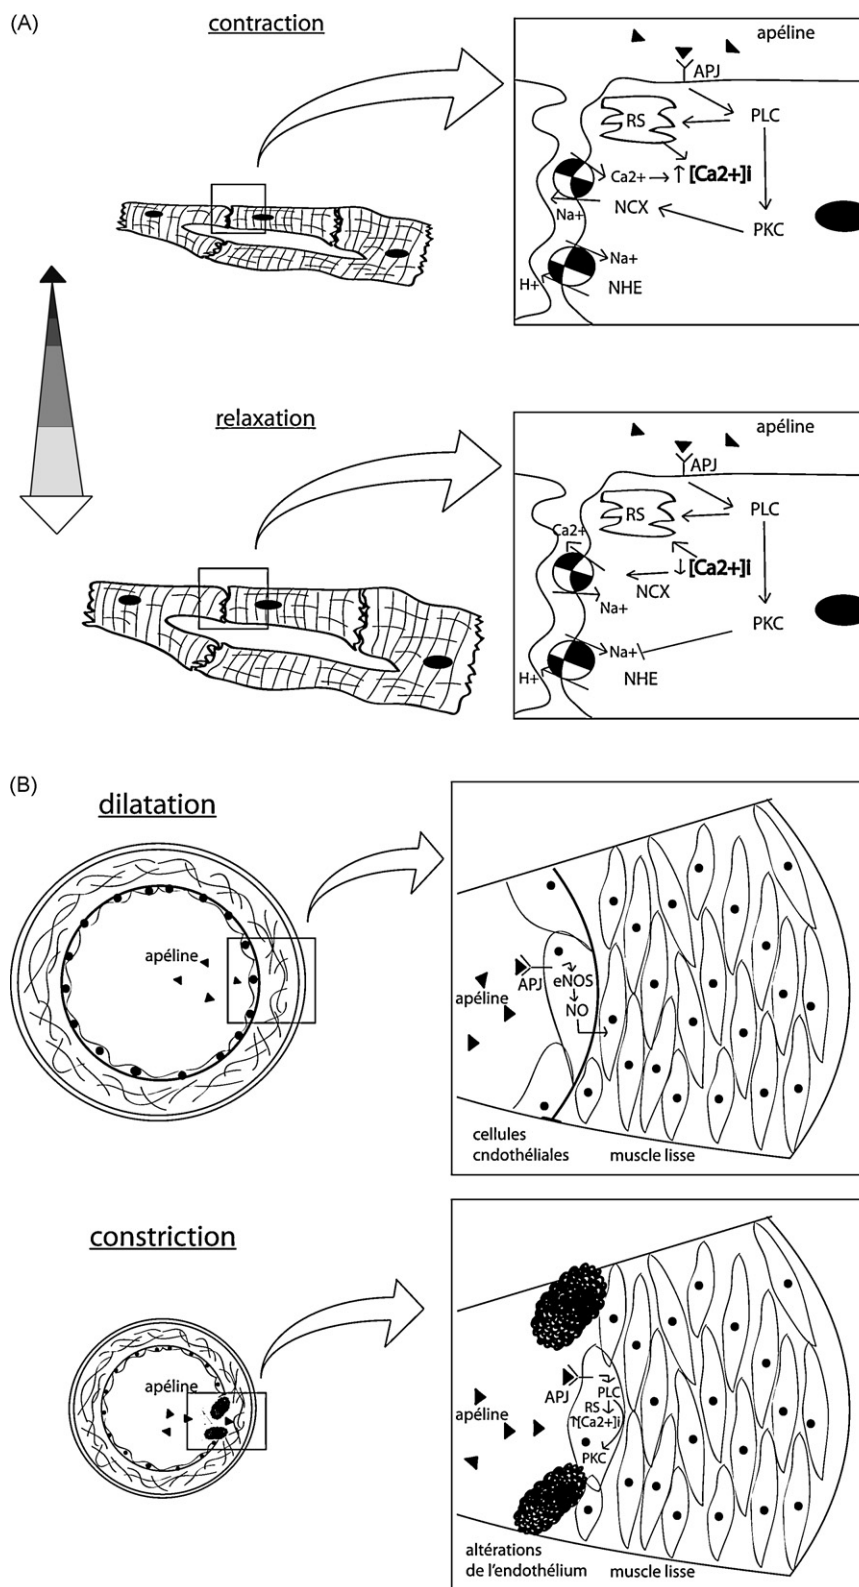 (A)
contraction
apéline
APJ
RS
PLC
Ca2+ → ↑ [Ca2+]i
Na+
NCX
PKC
Na+
H+
NHE
relaxation
apéline
APJ
RS
PLC
Ca2+
↓ [Ca2+]i
NCX
Na+
PKC
Na+
H+
NHE
(B)
dilatation
apéline
APJ
eNOS
apéline
NO
cellules
cndothéliales
muscle lisse
constriction
apéline
APJ
PLC
RS
apéline
↑[Ca2+]i
PKC
altérations
de l'endothélium
muscle lisse